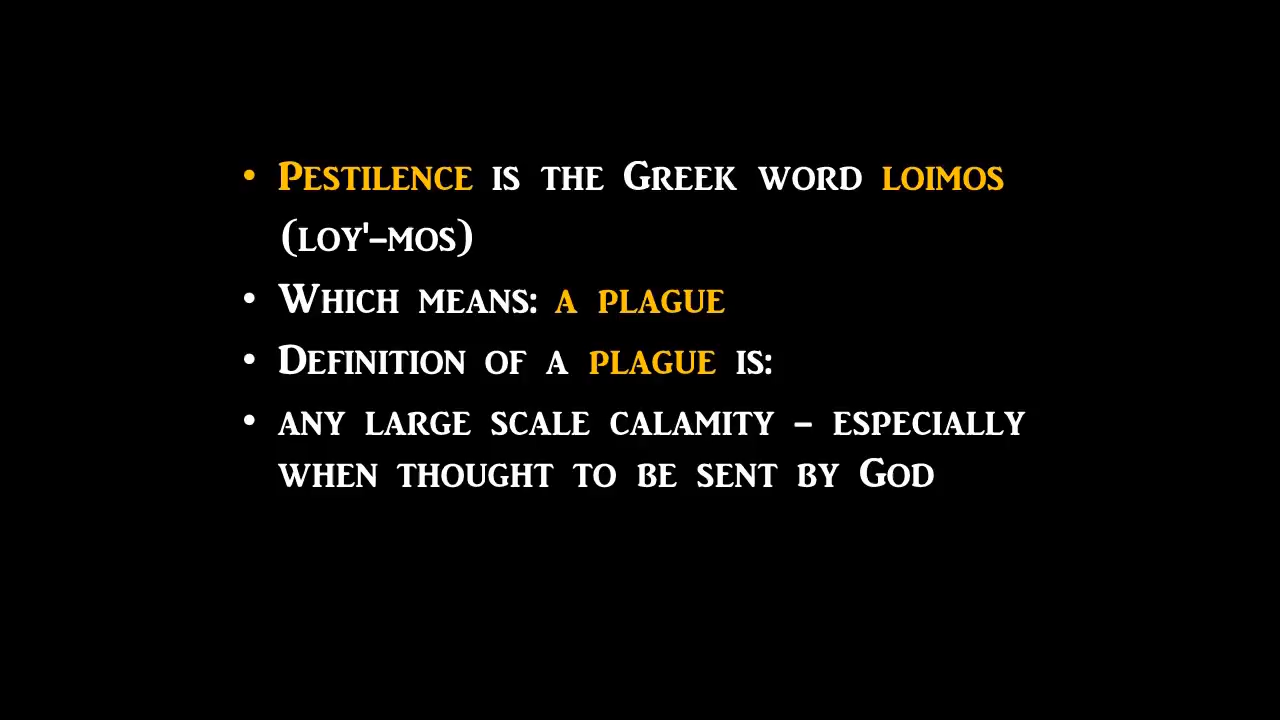 • Pestilence is the Greek word loimos
(loy'-mos)
• Which means: a plague
• Definition of a plague is:
• any large scale calamity - especially
when thought to be sent by God